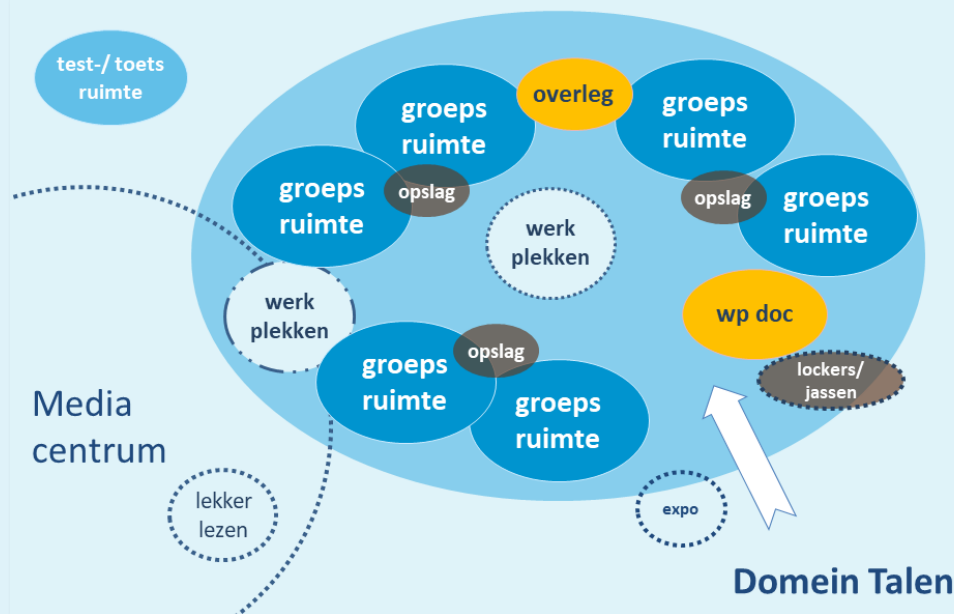 test-/ toets
ruimte
groeps
ruimte
overleg
groeps
ruimte
groeps
ruimte
opslag
opslag
groeps
ruimte
werk
plekken
werk
plekken
wp doc
groeps
ruimte
opslag
lockers/
jassen
groeps
ruimte
Media
centrum
lekker
lezen
expo
Domein Talen